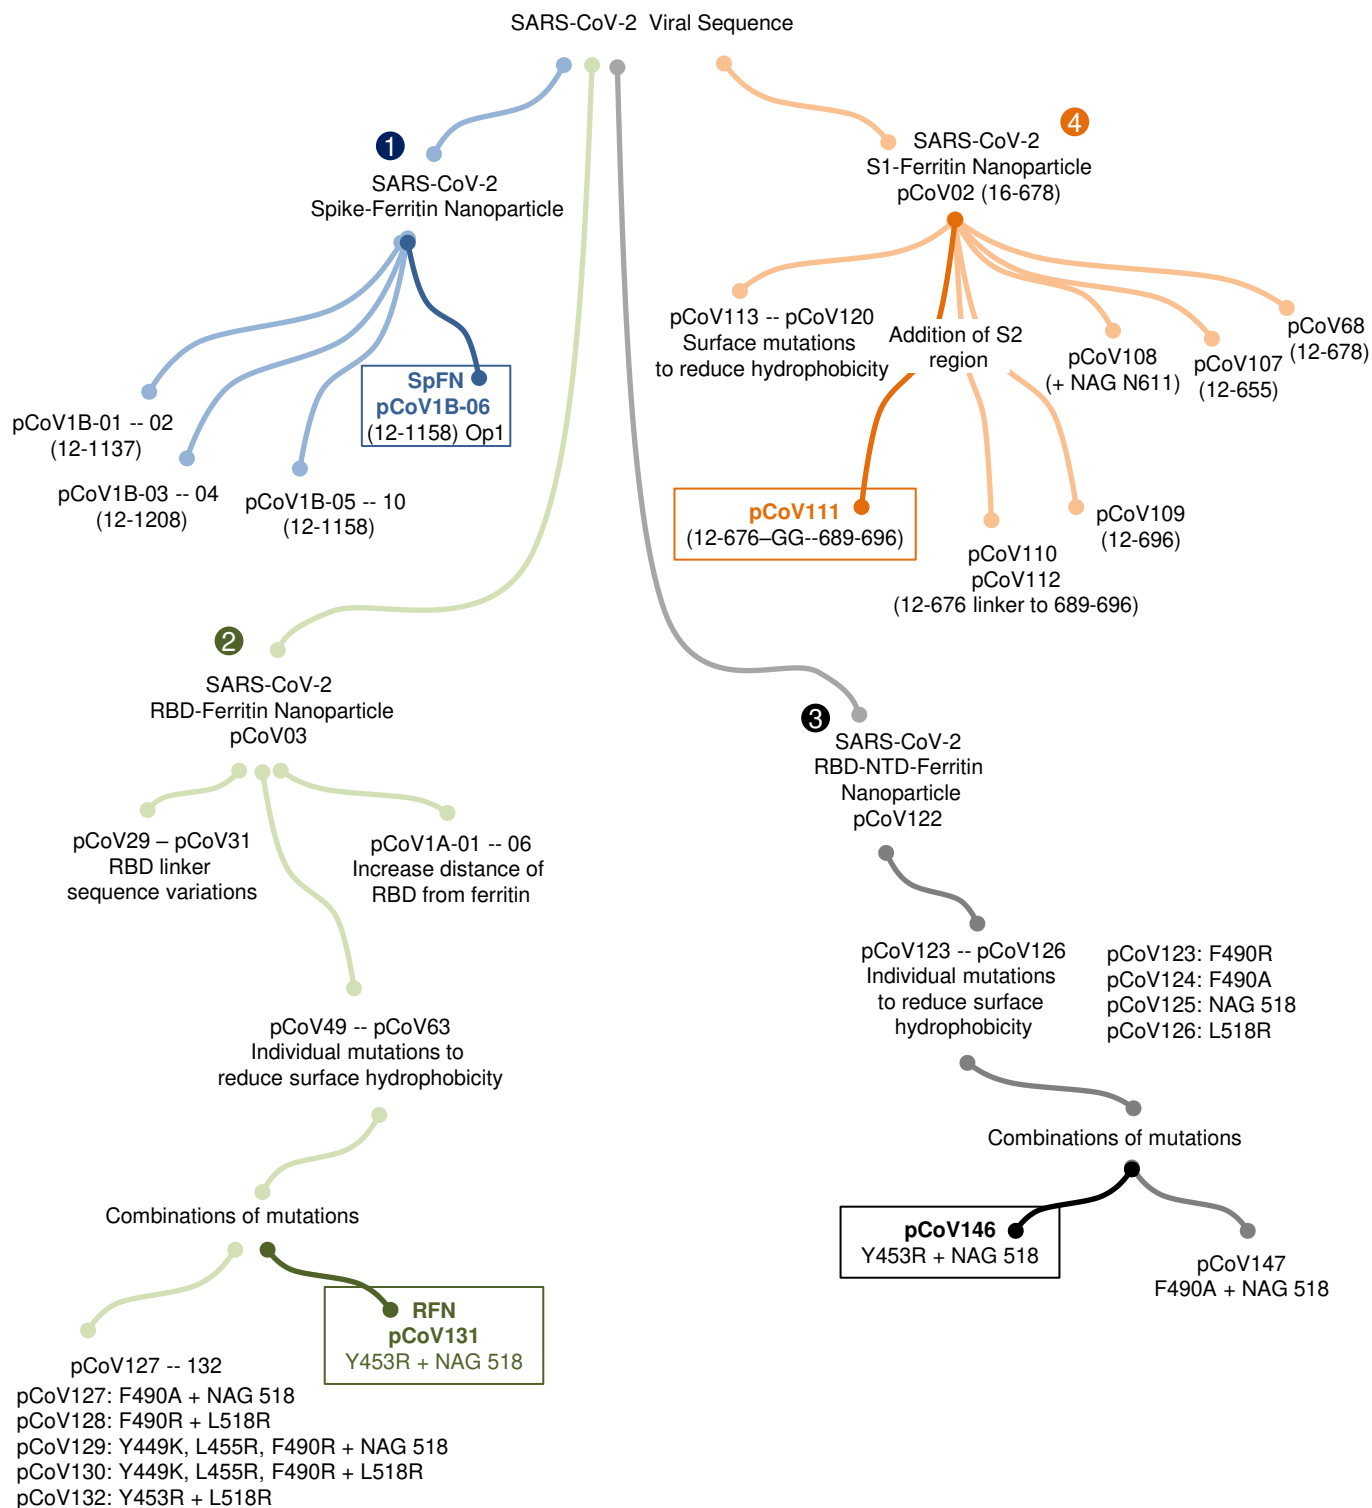 SARS-CoV-2  Viral Sequence
1
SARS-CoV-2
Spike-Ferritin Nanoparticle
pCoV1B-01 -- 02
(12-1137)
pCoV1B-03 -- 04
(12-1208)
pCoV1B-05 -- 10
(12-1158)
SpFN
pCoV1B-06
(12-1158) Op1
4
SARS-CoV-2
S1-Ferritin Nanoparticle
pCoV02 (16-678)
pCoV113 -- pCoV120
Surface mutations
to reduce hydrophobicity
Addition of S2
region
pCoV108
(+ NAG N611)
pCoV107
(12-655)
pCoV68
(12-678)
pCoV111
(12-676–GG--689-696)
pCoV110
pCoV112
(12-676 linker to 689-696)
pCoV109
(12-696)
2
SARS-CoV-2
RBD-Ferritin Nanoparticle
pCoV03
pCoV29 – pCoV31
RBD linker
sequence variations
pCoV1A-01 -- 06
Increase distance of
RBD from ferritin
pCoV49 -- pCoV63
Individual mutations to
reduce surface hydrophobicity
Combinations of mutations
RFN
pCoV131
Y453R + NAG 518
pCoV127 -- 132
pCoV127: F490A + NAG 518
pCoV128: F490R + L518R
pCoV129: Y449K, L455R, F490R + NAG 518
pCoV130: Y449K, L455R, F490R + L518R
pCoV132: Y453R + L518R
3
SARS-CoV-2
RBD-NTD-Ferritin
Nanoparticle
pCoV122
pCoV123 -- pCoV126
Individual mutations
to reduce surface
hydrophobicity
pCoV123: F490R
pCoV124: F490A
pCoV125: NAG 518
pCoV126: L518R
Combinations of mutations
pCoV146
Y453R + NAG 518
pCoV147
F490A + NAG 518